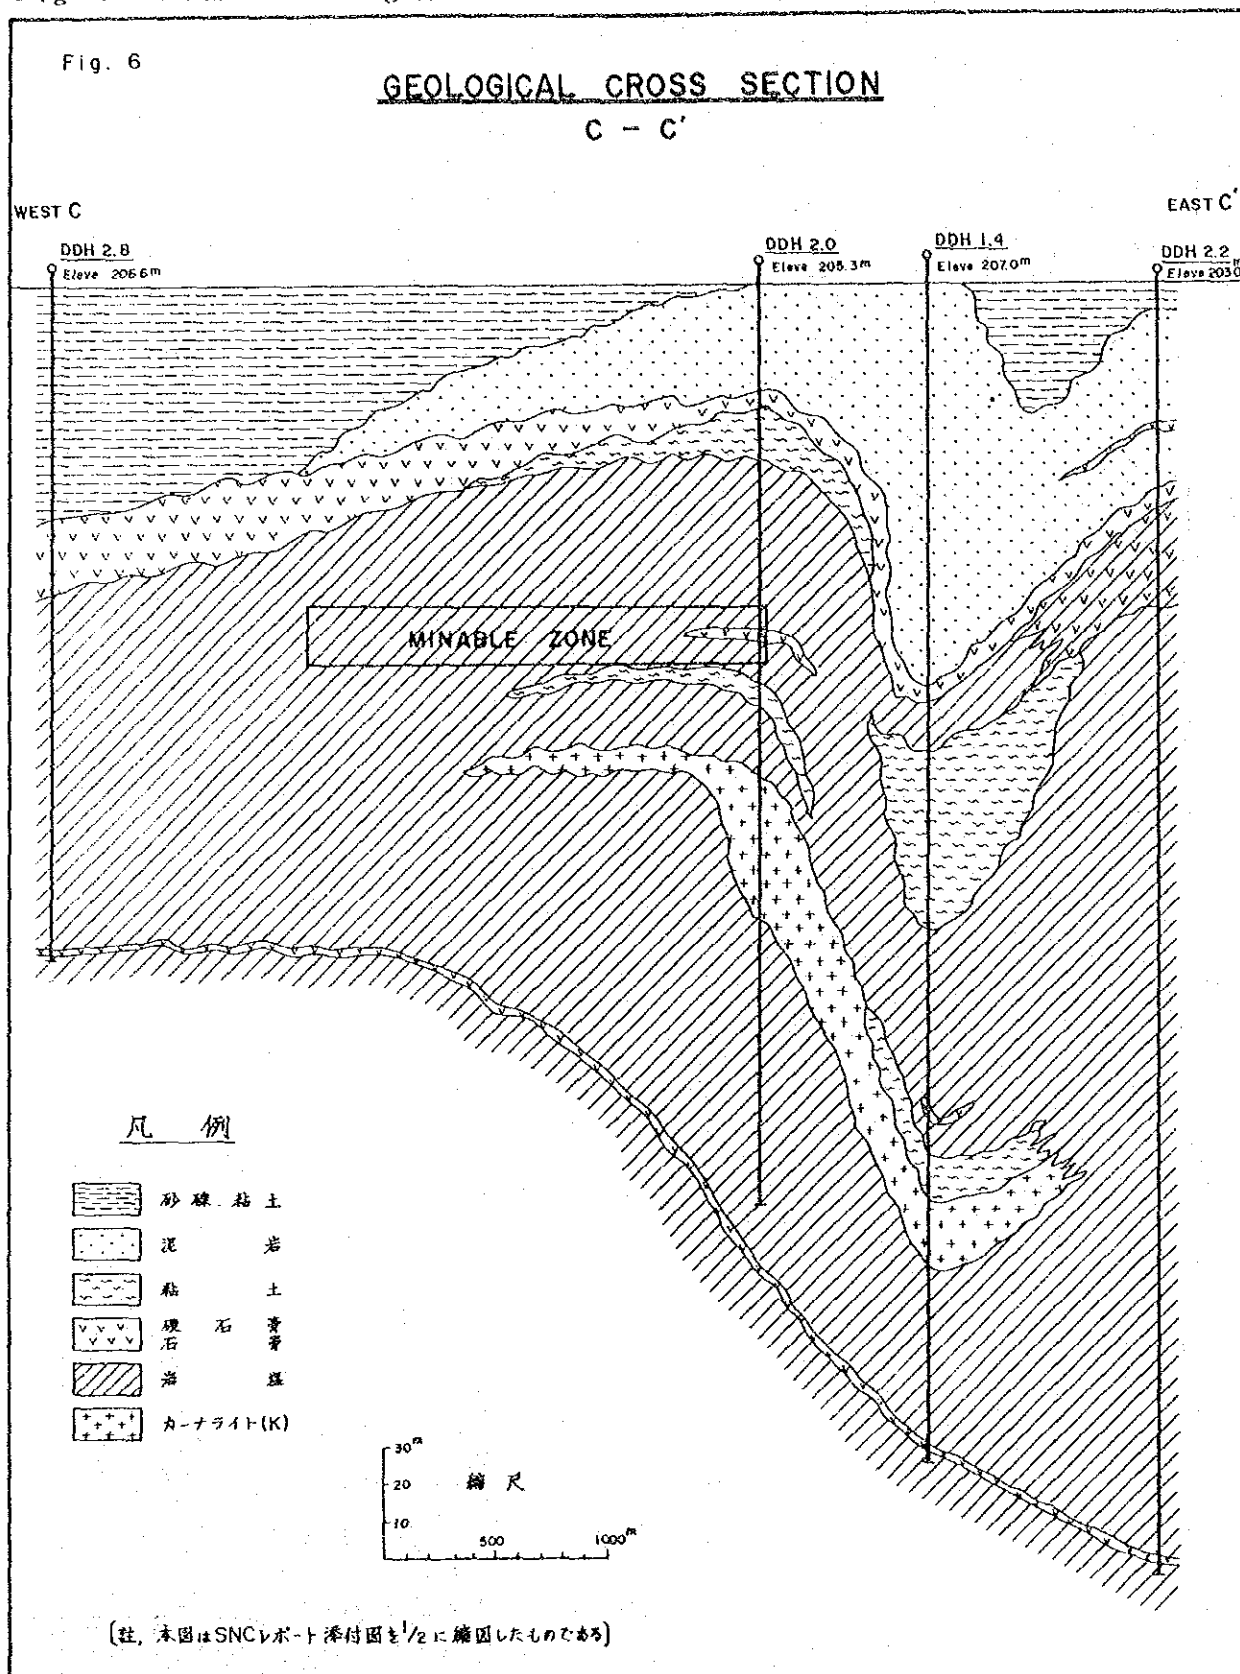 Fig. 6
GEOLOGICAL CROSS SECTION
C - C'
WEST C
EAST C'
DDH 2.8
Eleve 206.6m
DDH 2.0
Eleve 205.3m
DDH 1.4
Eleve 207.0m
DDH 2.2
Eleve 203.0m
MINABLE ZONE
凡 例
砂礫 粘土
泥 岩
粘 土
硬石膏
石膏
岩 塩
カーナライト(K)
30m
20
10
縮尺
500
1000m
〔註, 本図はSNCレポート添付図を1/2に縮図したものである〕